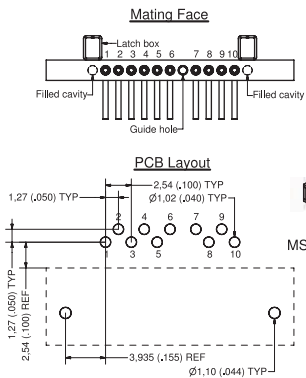 Mating Face
Latch box
1 2 3 4 5 6 7 8 9 10
Filled cavity
Filled cavity
Guide hole
PCB Layout
2,54 (.100) TYP
1,27 (.050) TYP
Ø1,02 (.040) TYP
2 4 6 7 9
1 3 5 8 10
MS
1,27 (.050) TYP
2,54 (.100) REF
3,935 (.155) REF
Ø1,10 (.044) TYP